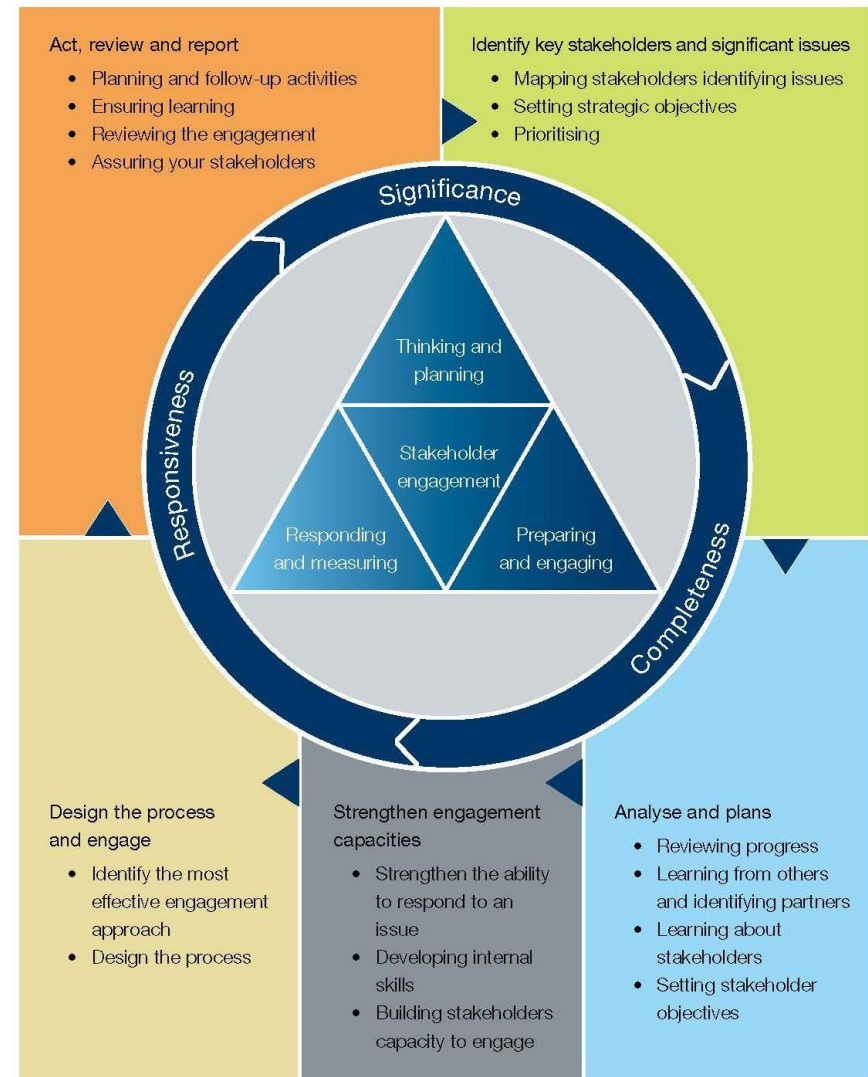 Act, review and report
• Planning and follow-up activities
• Ensuring learning
• Reviewing the engagement
• Assuring your stakeholders
Identify key stakeholders and significant issues
• Mapping stakeholders identifying issues
• Setting strategic objectives
• Prioritising
Significance
Responsiveness
Completeness
Thinking and
planning
Stakeholder
engagement
Responding
and measuring
Preparing
and engaging
Design the process
and engage
• Identify the most
effective engagement
approach
• Design the process
Strengthen engagement
capacities
• Strengthen the ability
to respond to an
issue
• Developing internal
skills
• Building stakeholders
capacity to engage
Analyse and plans
• Reviewing progress
• Learning from others
and identifying partners
• Learning about
stakeholders
• Setting stakeholder
objectives